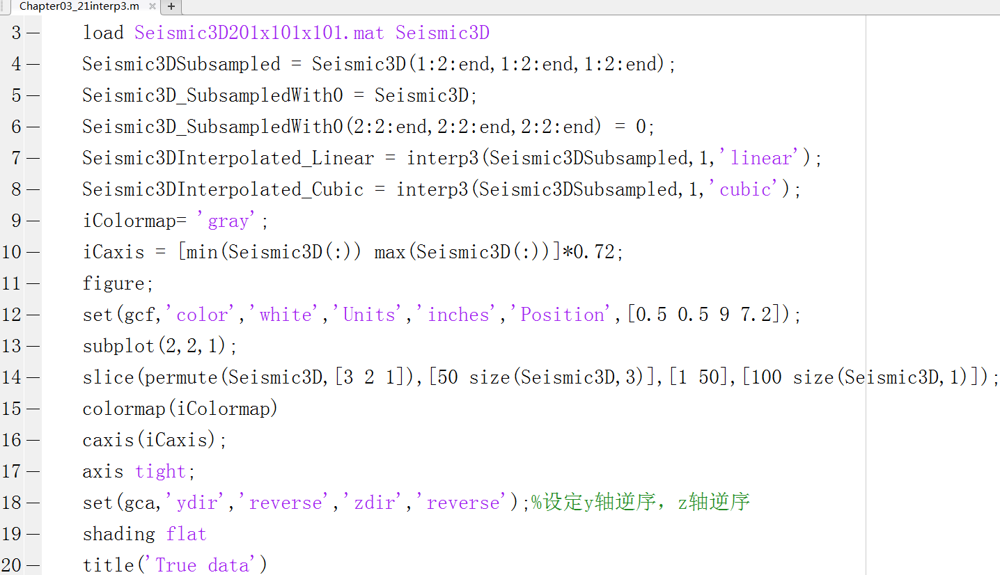 Chapter03_21interp3.m × +
3 — load Seismic3D201x101x101.mat Seismic3D
4 — Seismic3DSubsampled = Seismic3D(1:2:end,1:2:end,1:2:end);
5 — Seismic3D_SubsampledWith0 = Seismic3D;
6 — Seismic3D_SubsampledWith0(2:2:end,2:2:end,2:2:end) = 0;
7 — Seismic3DInterpolated_Linear = interp3(Seismic3DSubsampled,1,'linear');
8 — Seismic3DInterpolated_Cubic = interp3(Seismic3DSubsampled,1,'cubic');
9 — iColormap= 'gray';
10 — iCaxis = [min(Seismic3D(:)) max(Seismic3D(:))]*0.72;
11 — figure;
12 — set(gcf,'color','white','Units','inches','Position',[0.5 0.5 9 7.2]);
13 — subplot(2,2,1);
14 — slice(permute(Seismic3D,[3 2 1]),[50 size(Seismic3D,3)],[1 50],[100 size(Seismic3D,1)]);
15 — colormap(iColormap)
16 — caxis(iCaxis);
17 — axis tight;
18 — set(gca,'ydir','reverse','zdir','reverse');%设定y轴逆序，z轴逆序
19 — shading flat
20 — title('True data')